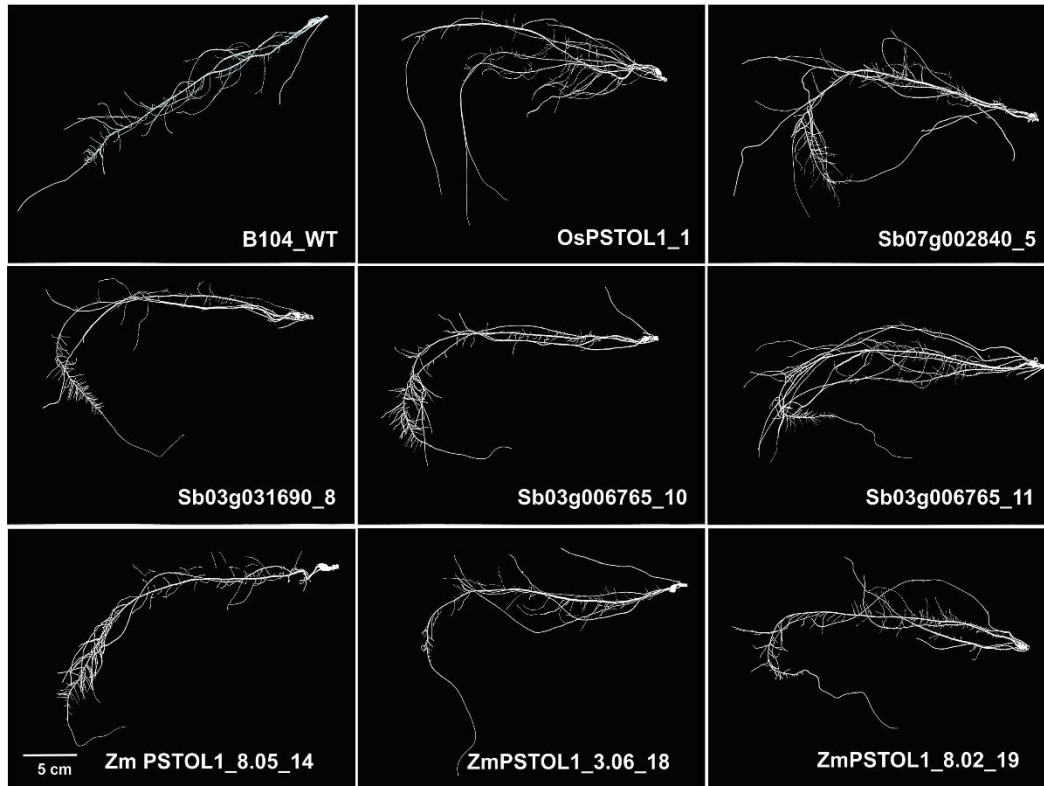 B104_WT
OsPSTOL1_1
Sb07g002840_5
Sb03g031690_8
Sb03g006765_10
Sb03g006765_11
5 cm
Zm PSTOL1_8.05_14
ZmPSTOL1_3.06_18
ZmPSTOL1_8.02_19